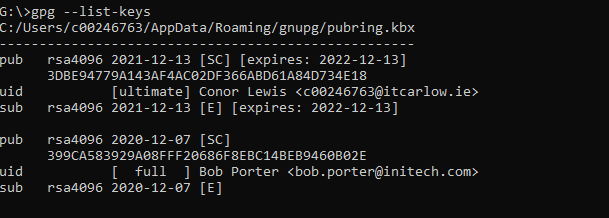 G:\>gpg --list-keys
C:/Users/c00246763/AppData/Roaming/gnupg/pubring.kbx
----------------------------------------------------
pub   rsa4096 2021-12-13 [SC] [expires: 2022-12-13]
      3DBE94779A143AF4AC02DF366ABD61A84D734E18
uid           [ultimate] Conor Lewis <c00246763@itcarlow.ie>
sub   rsa4096 2021-12-13 [E] [expires: 2022-12-13]
pub   rsa4096 2020-12-07 [SC]
      399CA583929A08FFF20686F8EBC14BEB9460B02E
uid           [  full  ] Bob Porter <bob.porter@initech.com>
sub   rsa4096 2020-12-07 [E]